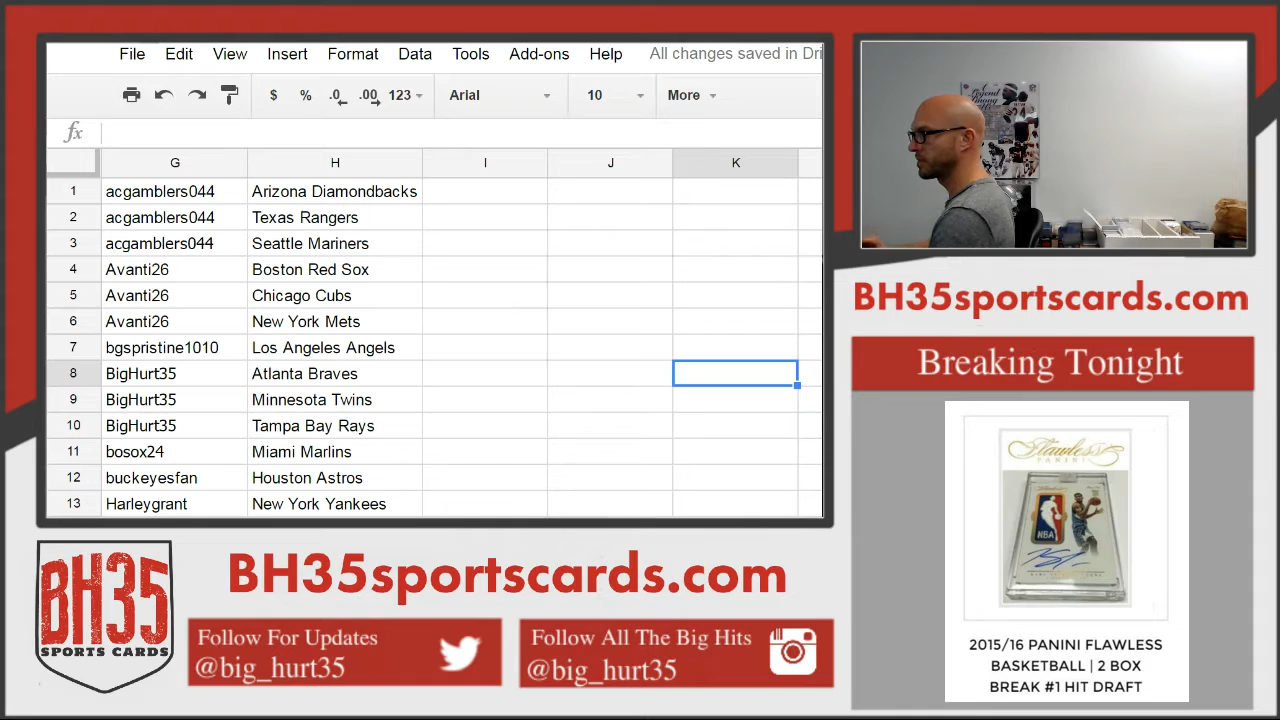 File Edit View Insert Format Data Tools Add-ons Help All changes saved in Dri
$ % .0 .00 123 Arial 10 More
fx
G H I J K
1 acgamblers044 Arizona Diamondbacks
2 acgamblers044 Texas Rangers
3 acgamblers044 Seattle Mariners
4 Avanti26 Boston Red Sox
5 Avanti26 Chicago Cubs
6 Avanti26 New York Mets
7 bgspristine1010 Los Angeles Angels
8 BigHurt35 Atlanta Braves
9 BigHurt35 Minnesota Twins
10 BigHurt35 Tampa Bay Rays
11 bosox24 Miami Marlins
12 buckeyesfan Houston Astros
13 Harleygrant New York Yankees
Legend
BH35sportscards.com
Breaking Tonight
Flawless
PANINI
NBA
2015/16 PANINI FLAWLESS
BASKETBALL | 2 BOX
BREAK #1 HIT DRAFT
BH35
SPORTS CARDS
BH35sportscards.com
Follow For Updates
@big_hurt35
Follow All The Big Hits
@big_hurt35